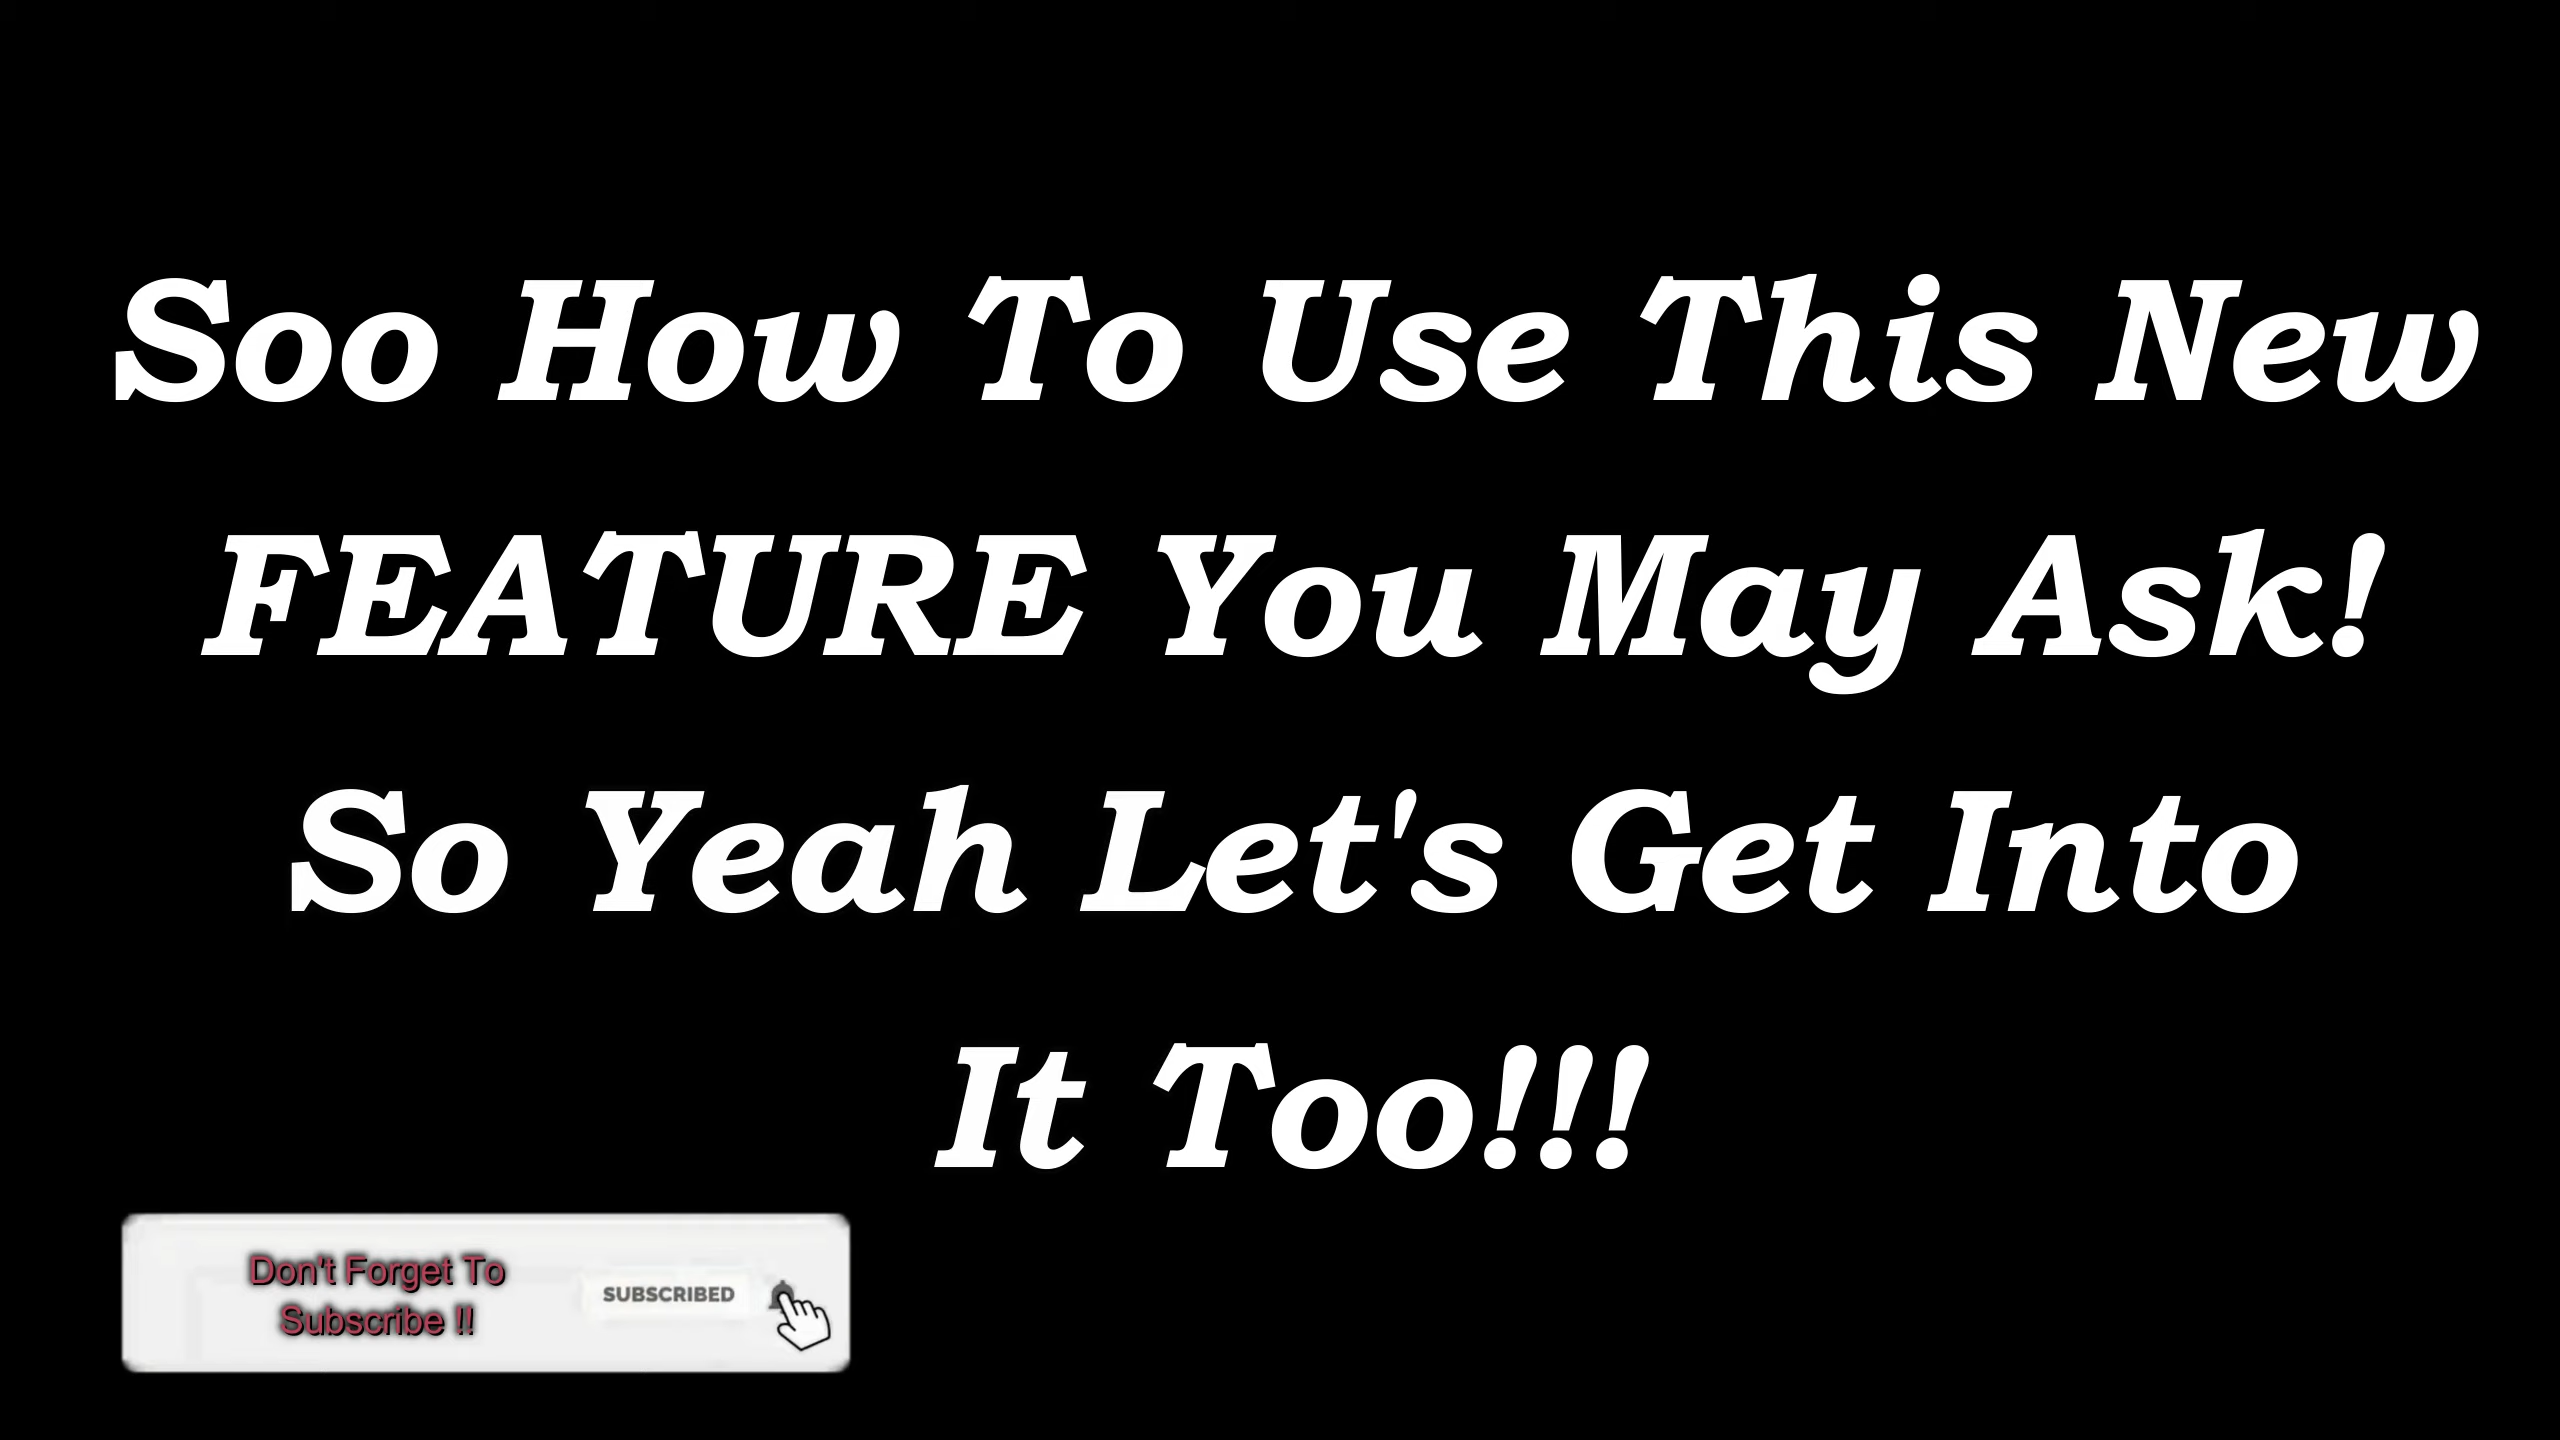 Soo How To Use This New
FEATURE You May Ask!
So Yeah Let's Get Into
It Too!!!
Don't Forget To
Subscribe !!
SUBSCRIBED